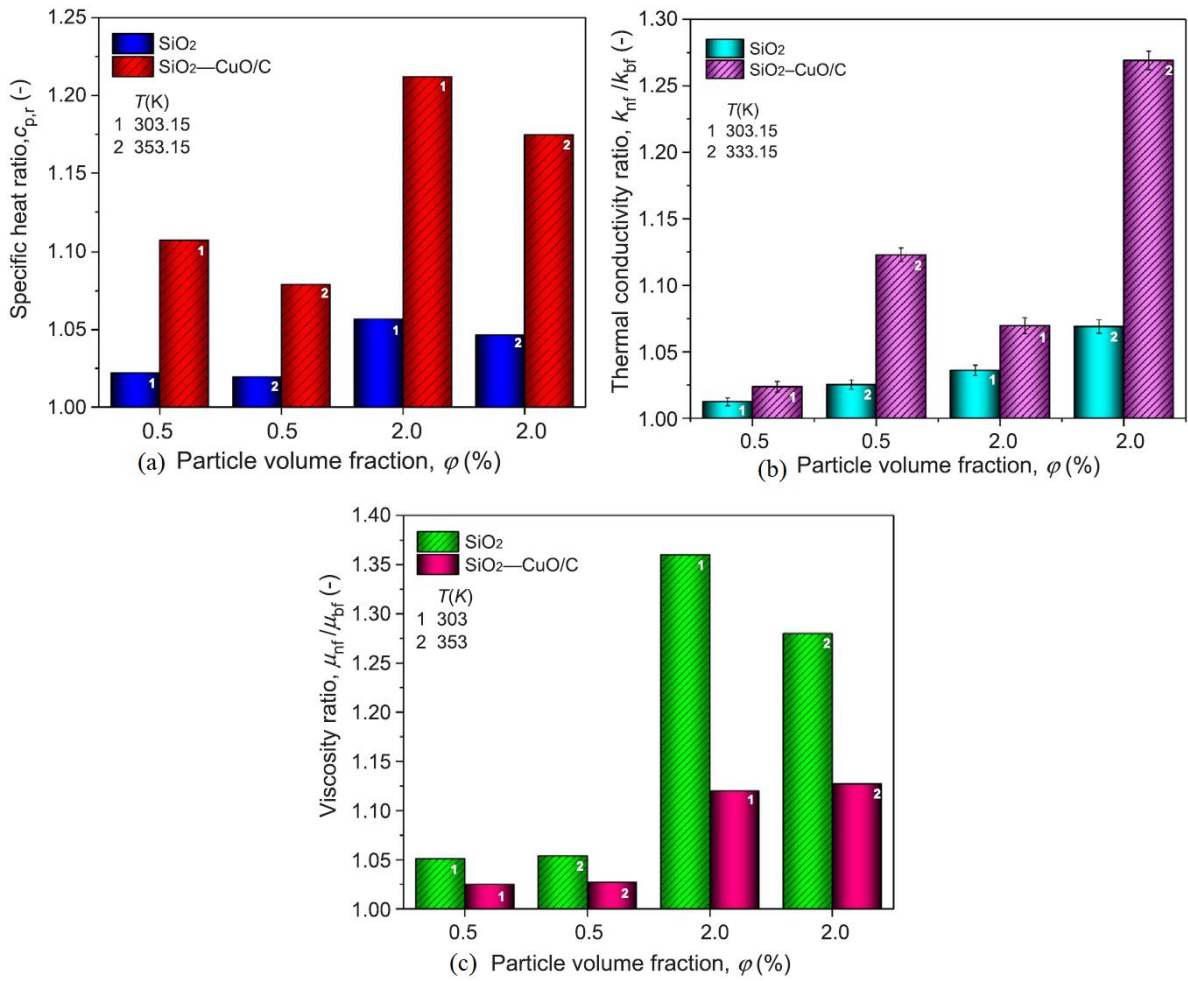 1.25
1.20
1.15
1.10
1.05
1.00
Specific heat ratio,cp,r (-)
SiO2
SiO2—CuO/C
T(K)
1 303.15
2 353.15
1
1
2
2
1
1
2
2
0.5 0.5 2.0 2.0
(a) Particle volume fraction, φ (%)
1.30
1.25
1.20
1.15
1.10
1.05
1.00
Thermal conductivity ratio, knf/kbf (-)
SiO2
SiO2–CuO/C
T(K)
1 303.15
2 333.15
1
1
2
2
1
1
2
2
0.5 0.5 2.0 2.0
(b) Particle volume fraction, φ (%)
1.40
1.35
1.30
1.25
1.20
1.15
1.10
1.05
1.00
Viscosity ratio, μnf/μbf (-)
SiO2
SiO2—CuO/C
T(K)
1 303
2 353
1
1
2
2
1
1
2
2
0.5 0.5 2.0 2.0
(c) Particle volume fraction, φ (%)